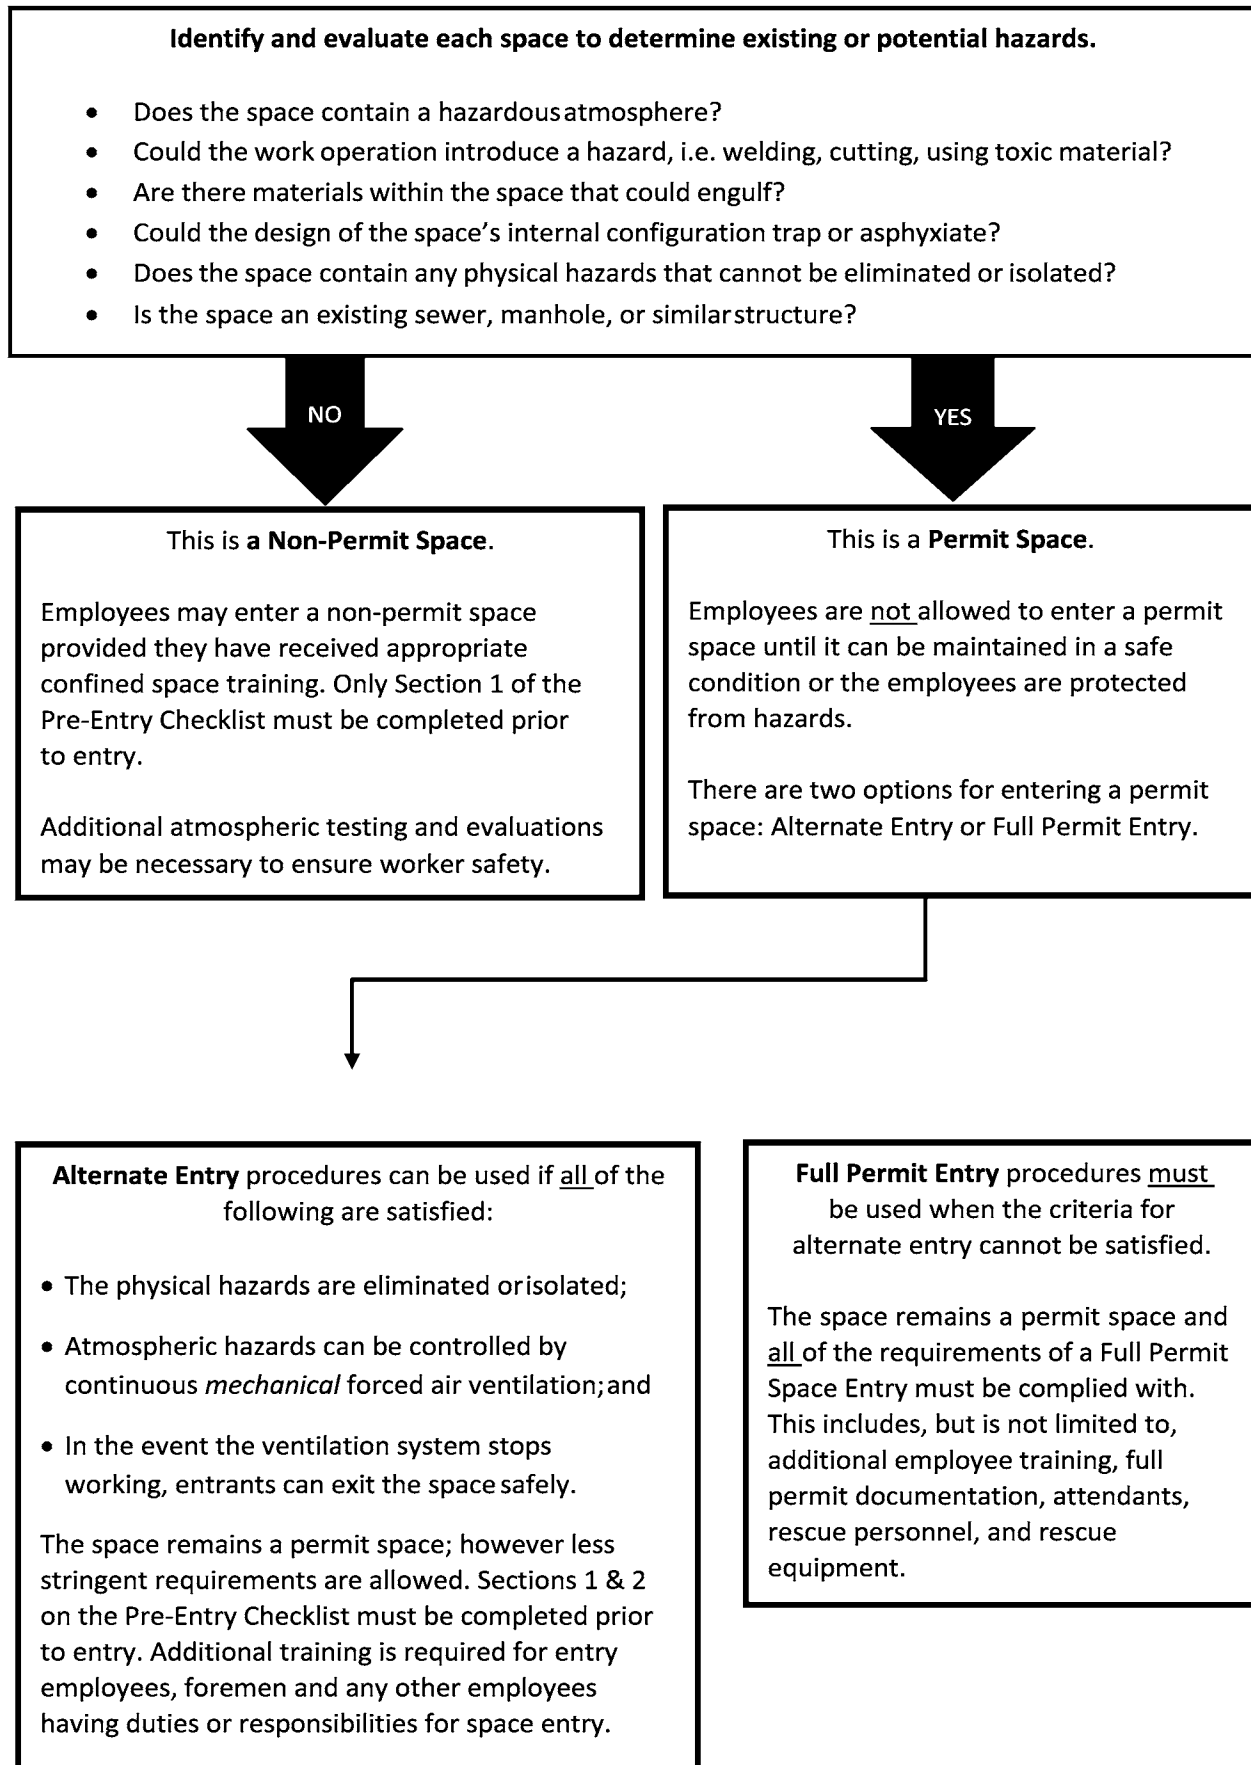 Identify and evaluate each space to determine existing or potential hazards.
• Does the space contain a hazardous atmosphere?
• Could the work operation introduce a hazard, i.e. welding, cutting, using toxic material?
• Are there materials within the space that could engulf?
• Could the design of the space’s internal configuration trap or asphyxiate?
• Does the space contain any physical hazards that cannot be eliminated or isolated?
• Is the space an existing sewer, manhole, or similar structure?
NO
YES
This is a Non-Permit Space.
Employees may enter a non-permit space
provided they have received appropriate
confined space training. Only Section 1 of the
Pre-Entry Checklist must be completed prior
to entry.
Additional atmospheric testing and evaluations
may be necessary to ensure worker safety.
This is a Permit Space.
Employees are not allowed to enter a permit
space until it can be maintained in a safe
condition or the employees are protected
from hazards.
There are two options for entering a permit
space: Alternate Entry or Full Permit Entry.
Alternate Entry procedures can be used if all of the
following are satisfied:
• The physical hazards are eliminated or isolated;
• Atmospheric hazards can be controlled by
continuous mechanical forced air ventilation; and
• In the event the ventilation system stops
working, entrants can exit the space safely.
The space remains a permit space; however less
stringent requirements are allowed. Sections 1 & 2
on the Pre-Entry Checklist must be completed prior
to entry. Additional training is required for entry
employees, foremen and any other employees
having duties or responsibilities for space entry.
Full Permit Entry procedures must
be used when the criteria for
alternate entry cannot be satisfied.
The space remains a permit space and
all of the requirements of a Full Permit
Space Entry must be complied with.
This includes, but is not limited to,
additional employee training, full
permit documentation, attendants,
rescue personnel, and rescue
equipment.